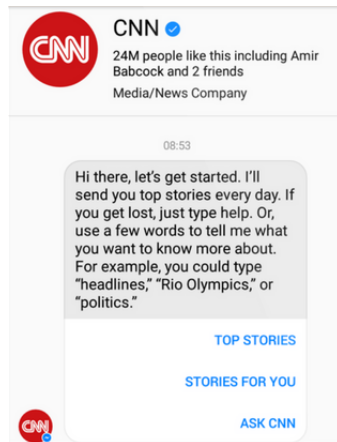 CNN
CNN
24M people like this including Amir
Babcock and 2 friends
Media/News Company
08:53
Hi there, let's get started. I'll
send you top stories every day. If
you get lost, just type help. Or,
use a few words to tell me what
you want to know more about.
For example, you could type
“headlines,” “Rio Olympics,” or
“politics.”
TOP STORIES
STORIES FOR YOU
ASK CNN
CNN